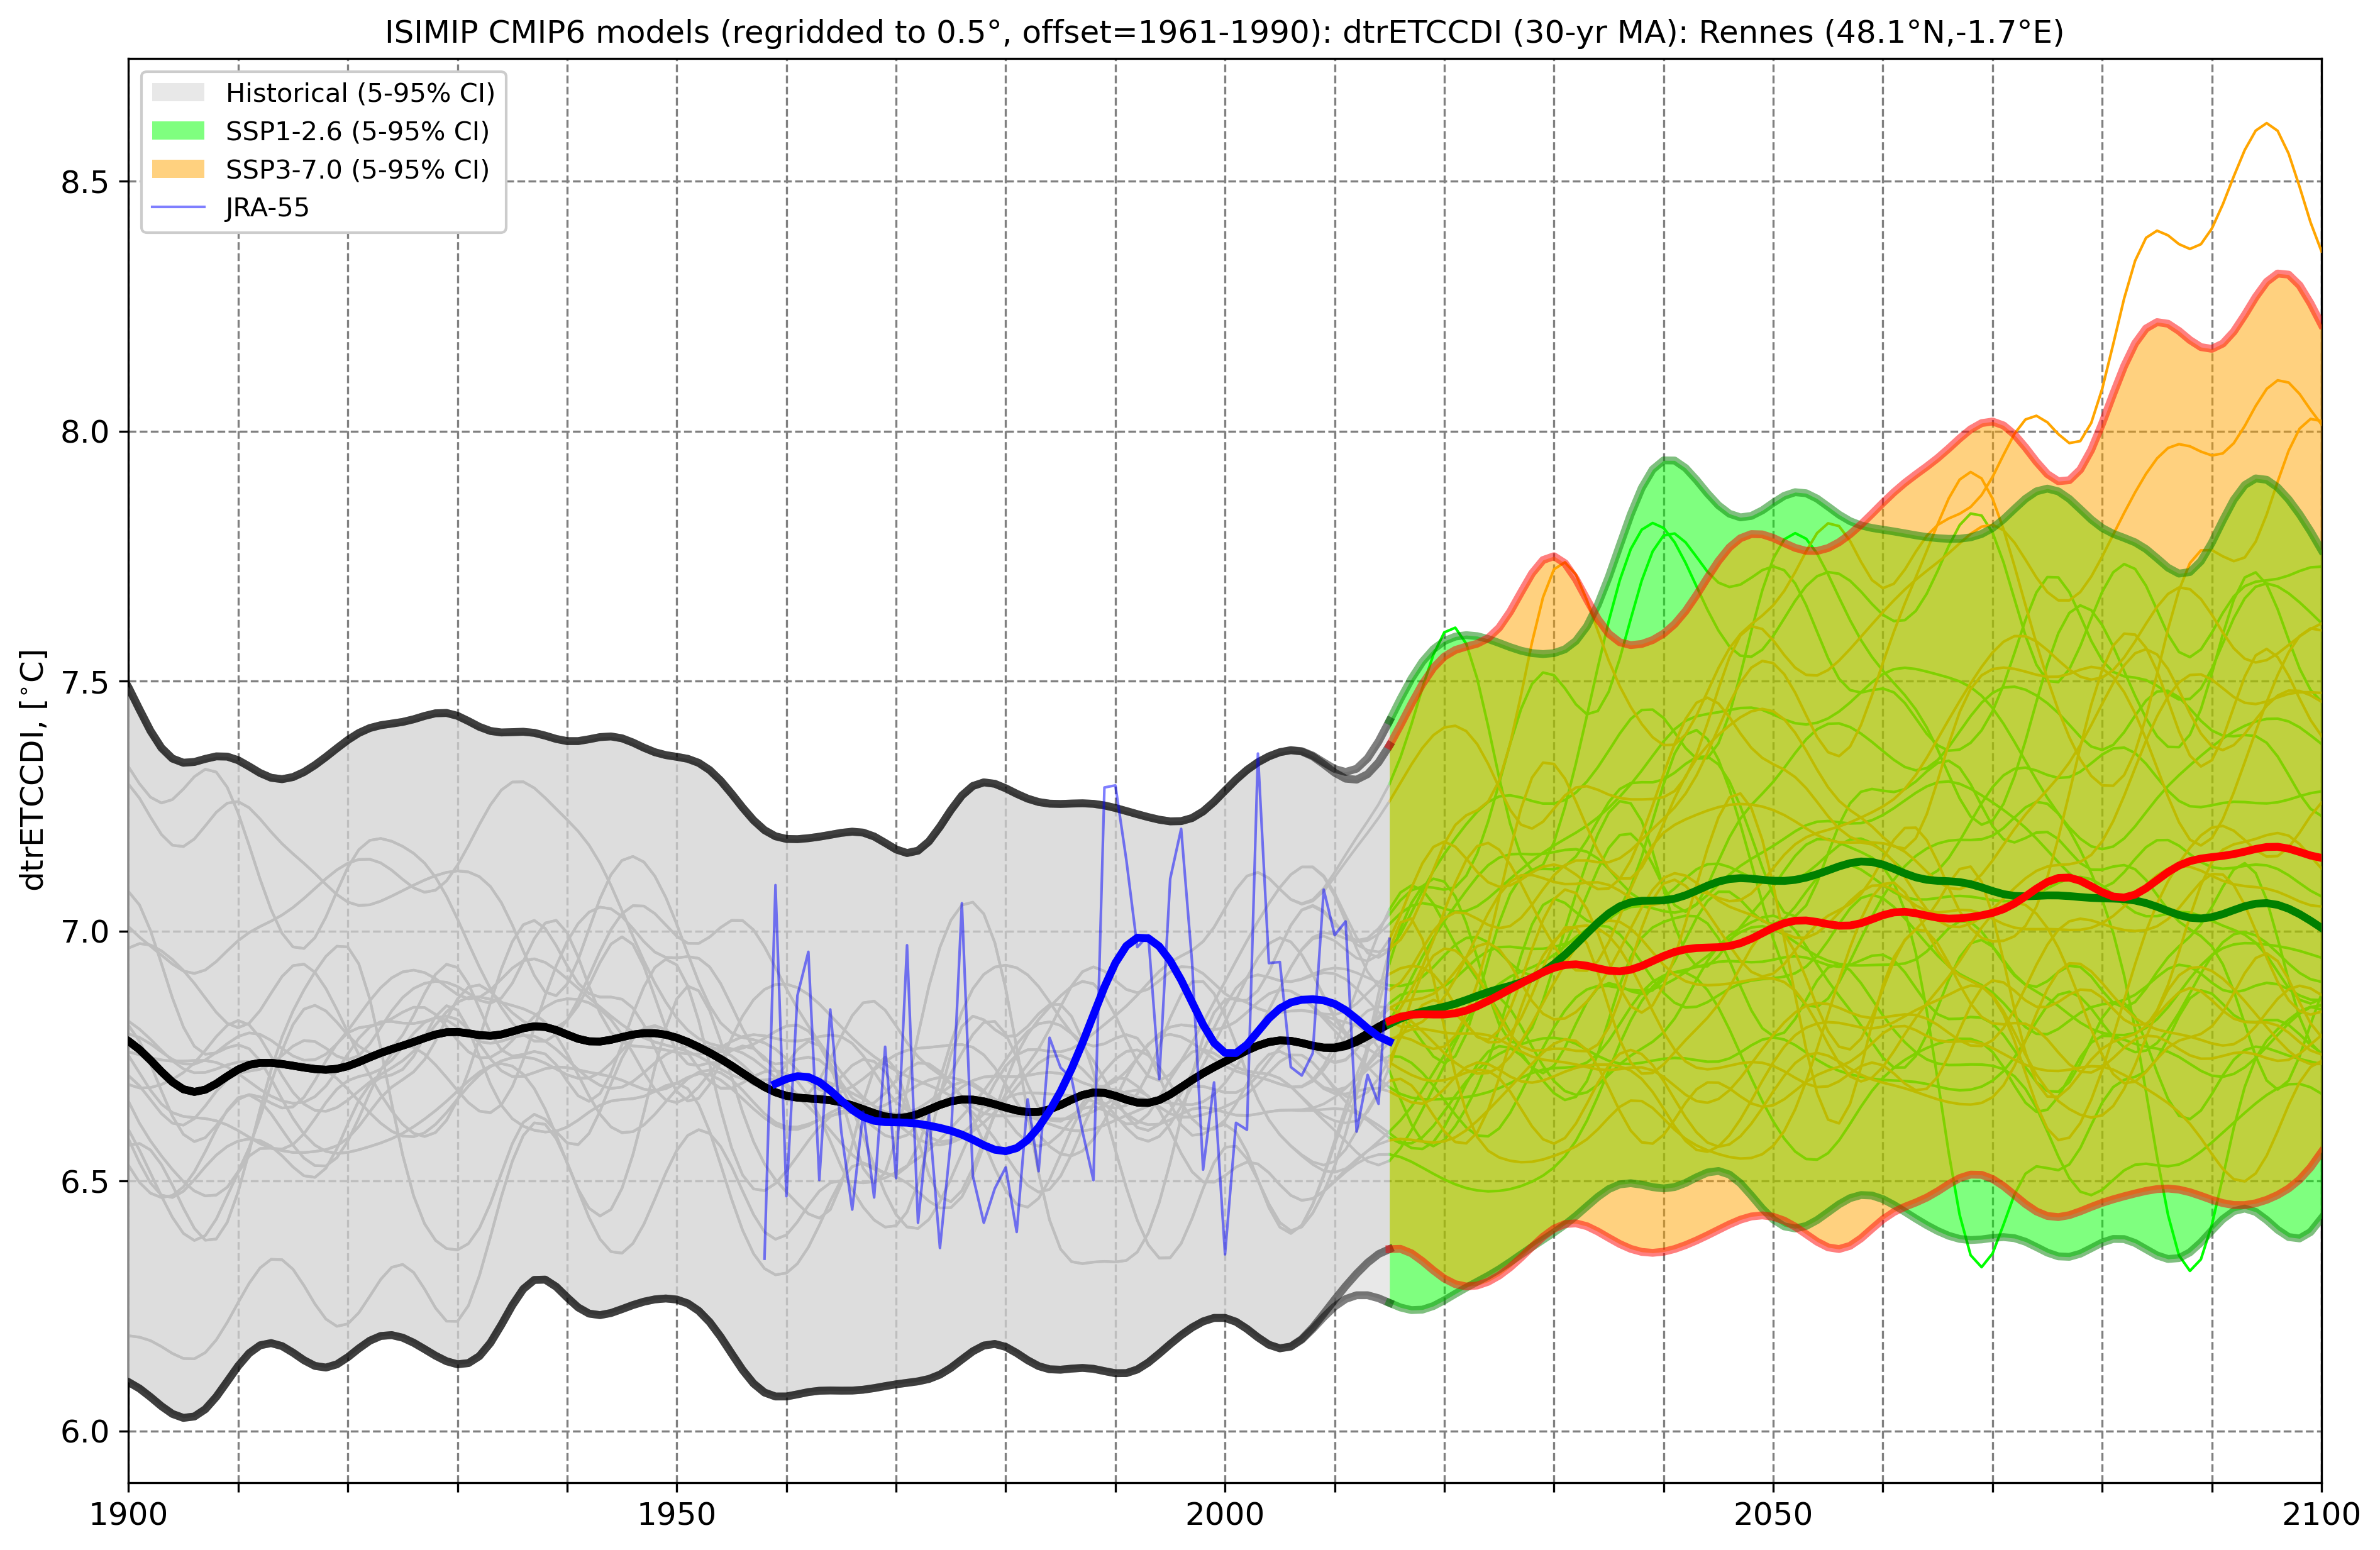 ISIMIP CMIP6 models (regridded to 0.5°, offset=1961-1990): dtrETCCDI (30-yr MA): Rennes (48.1°N,-1.7°E)
Historical (5-95% CI)
SSP1-2.6 (5-95% CI)
SSP3-7.0 (5-95% CI)
JRA-55
dtrETCCDI, [°C]
8.5
8.0
7.5
7.0
6.5
6.0
1900
1950
2000
2050
2100